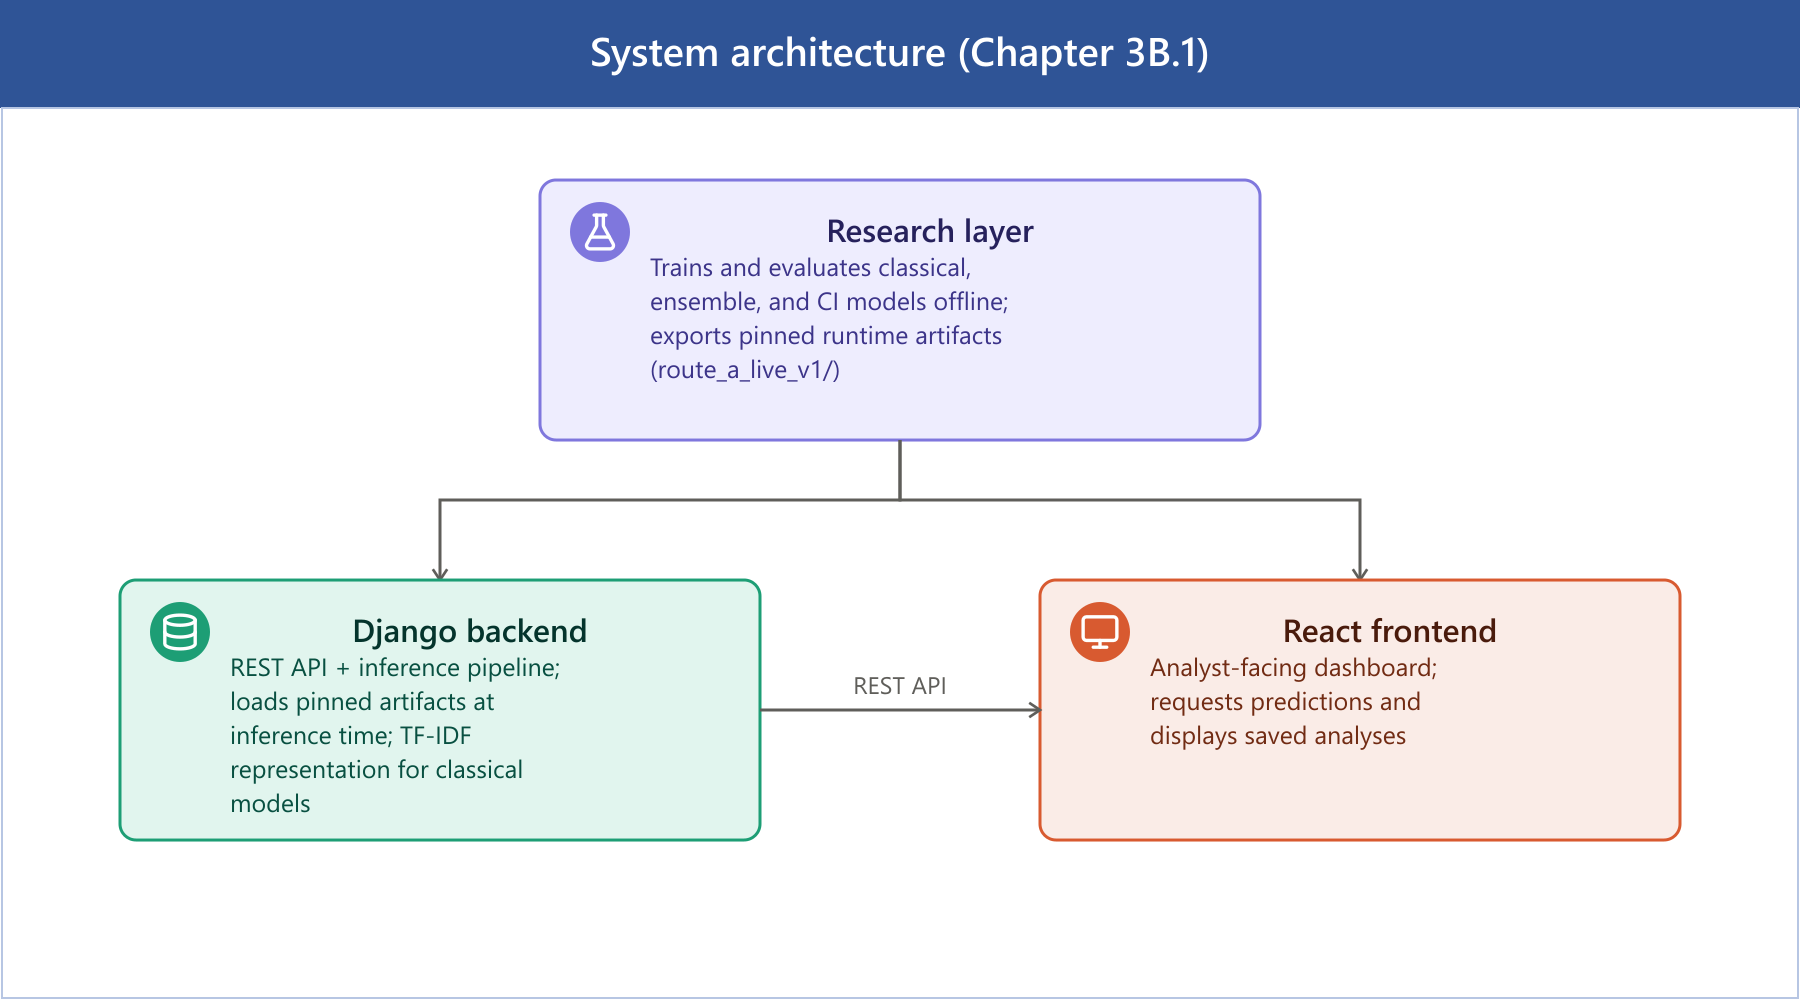 System architecture (Chapter 3B.1)
Research layer
Trains and evaluates classical,
ensemble, and CI models offline;
exports pinned runtime artifacts
(route_a_live_v1/)
Django backend
REST API + inference pipeline;
loads pinned artifacts at
inference time; TF-IDF
representation for classical
models
REST API
React frontend
Analyst-facing dashboard;
requests predictions and
displays saved analyses